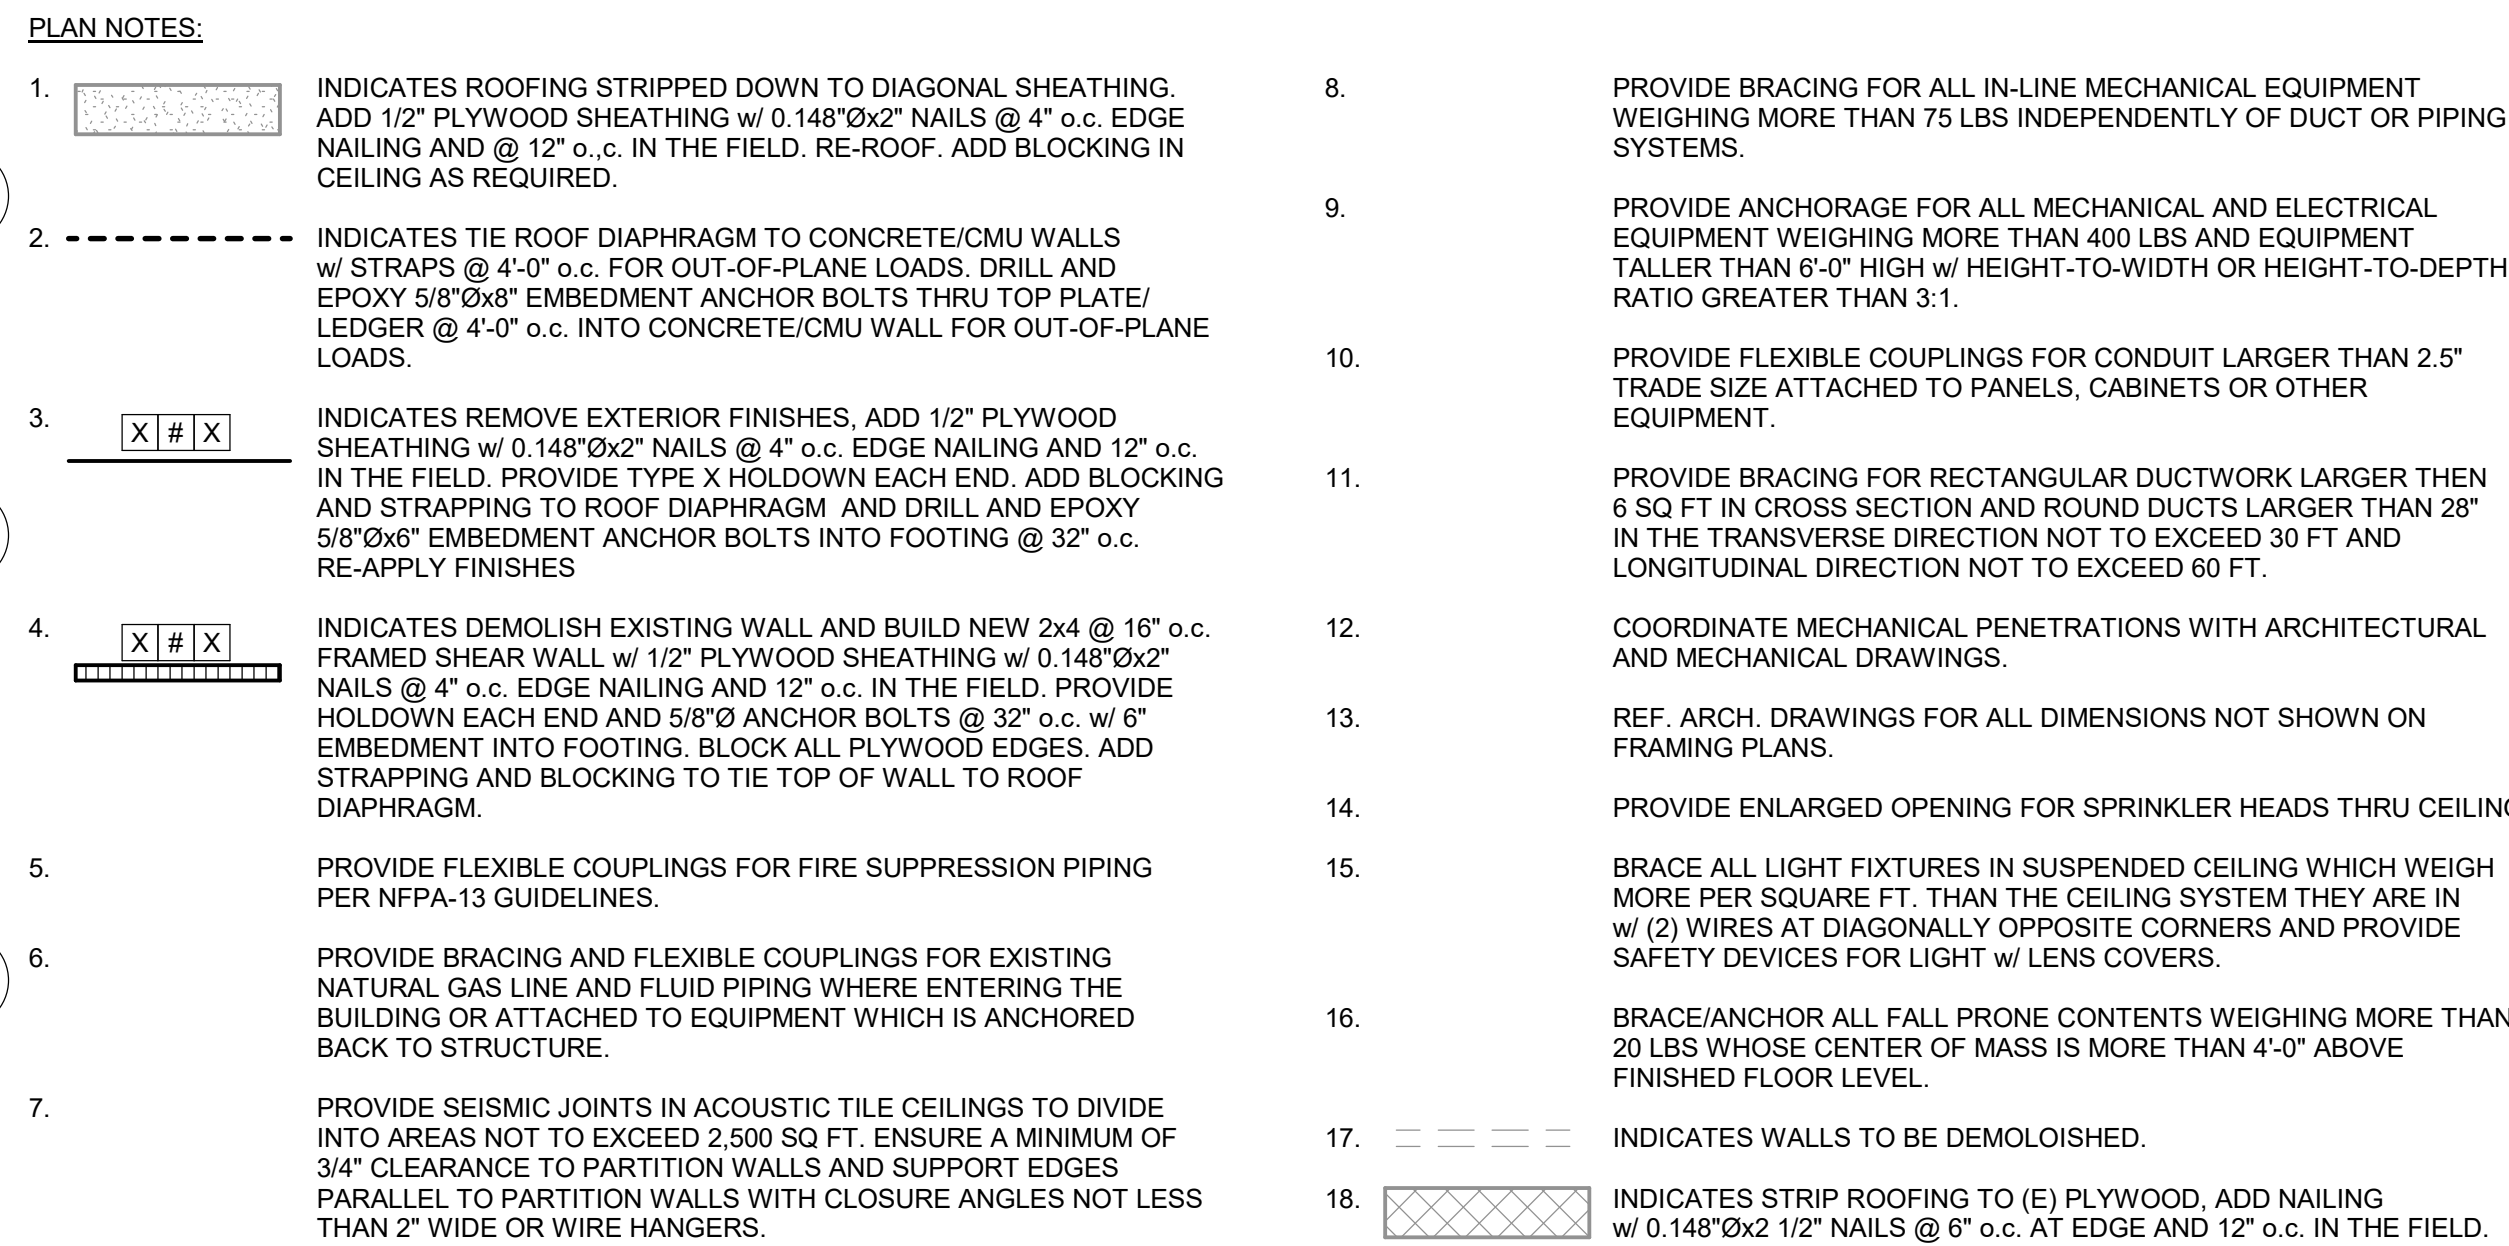 PLAN NOTES:
1. INDICATES ROOFING STRIPPED DOWN TO DIAGONAL SHEATHING.
ADD 1/2" PLYWOOD SHEATHING w/ 0.148"Øx2" NAILS @ 4" o.c. EDGE
NAILING AND @ 12" o.,c. IN THE FIELD. RE-ROOF. ADD BLOCKING IN
CEILING AS REQUIRED.
2. INDICATES TIE ROOF DIAPHRAGM TO CONCRETE/CMU WALLS
w/ STRAPS @ 4'-0" o.c. FOR OUT-OF-PLANE LOADS. DRILL AND
EPOXY 5/8"Øx8" EMBEDMENT ANCHOR BOLTS THRU TOP PLATE/
LEDGER @ 4'-0" o.c. INTO CONCRETE/CMU WALL FOR OUT-OF-PLANE
LOADS.
3. X # X INDICATES REMOVE EXTERIOR FINISHES, ADD 1/2" PLYWOOD
SHEATHING w/ 0.148"Øx2" NAILS @ 4" o.c. EDGE NAILING AND 12" o.c.
IN THE FIELD. PROVIDE TYPE X HOLDOWN EACH END. ADD BLOCKING
AND STRAPPING TO ROOF DIAPHRAGM AND DRILL AND EPOXY
5/8"Øx6" EMBEDMENT ANCHOR BOLTS INTO FOOTING @ 32" o.c.
RE-APPLY FINISHES
4. X # X INDICATES DEMOLISH EXISTING WALL AND BUILD NEW 2x4 @ 16" o.c.
FRAMED SHEAR WALL w/ 1/2" PLYWOOD SHEATHING w/ 0.148"Øx2"
NAILS @ 4" o.c. EDGE NAILING AND 12" o.c. IN THE FIELD. PROVIDE
HOLDOWN EACH END AND 5/8"Ø ANCHOR BOLTS @ 32" o.c. w/ 6"
EMBEDMENT INTO FOOTING. BLOCK ALL PLYWOOD EDGES. ADD
STRAPPING AND BLOCKING TO TIE TOP OF WALL TO ROOF
DIAPHRAGM.
5. PROVIDE FLEXIBLE COUPLINGS FOR FIRE SUPPRESSION PIPING
PER NFPA-13 GUIDELINES.
6. PROVIDE BRACING AND FLEXIBLE COUPLINGS FOR EXISTING
NATURAL GAS LINE AND FLUID PIPING WHERE ENTERING THE
BUILDING OR ATTACHED TO EQUIPMENT WHICH IS ANCHORED
BACK TO STRUCTURE.
7. PROVIDE SEISMIC JOINTS IN ACOUSTIC TILE CEILINGS TO DIVIDE
INTO AREAS NOT TO EXCEED 2,500 SQ FT. ENSURE A MINIMUM OF
3/4" CLEARANCE TO PARTITION WALLS AND SUPPORT EDGES
PARALLEL TO PARTITION WALLS WITH CLOSURE ANGLES NOT LESS
THAN 2" WIDE OR WIRE HANGERS.
8. PROVIDE BRACING FOR ALL IN-LINE MECHANICAL EQUIPMENT
WEIGHING MORE THAN 75 LBS INDEPENDENTLY OF DUCT OR PIPING
SYSTEMS.
9. PROVIDE ANCHORAGE FOR ALL MECHANICAL AND ELECTRICAL
EQUIPMENT WEIGHING MORE THAN 400 LBS AND EQUIPMENT
TALLER THAN 6'-0" HIGH w/ HEIGHT-TO-WIDTH OR HEIGHT-TO-DEPTH
RATIO GREATER THAN 3:1.
10. PROVIDE FLEXIBLE COUPLINGS FOR CONDUIT LARGER THAN 2.5"
TRADE SIZE ATTACHED TO PANELS, CABINETS OR OTHER
EQUIPMENT.
11. PROVIDE BRACING FOR RECTANGULAR DUCTWORK LARGER THEN
6 SQ FT IN CROSS SECTION AND ROUND DUCTS LARGER THAN 28"
IN THE TRANSVERSE DIRECTION NOT TO EXCEED 30 FT AND
LONGITUDINAL DIRECTION NOT TO EXCEED 60 FT.
12. COORDINATE MECHANICAL PENETRATIONS WITH ARCHITECTURAL
AND MECHANICAL DRAWINGS.
13. REF. ARCH. DRAWINGS FOR ALL DIMENSIONS NOT SHOWN ON
FRAMING PLANS.
14. PROVIDE ENLARGED OPENING FOR SPRINKLER HEADS THRU CEILING
15. BRACE ALL LIGHT FIXTURES IN SUSPENDED CEILING WHICH WEIGH
MORE PER SQUARE FT. THAN THE CEILING SYSTEM THEY ARE IN
w/ (2) WIRES AT DIAGONALLY OPPOSITE CORNERS AND PROVIDE
SAFETY DEVICES FOR LIGHT w/ LENS COVERS.
16. BRACE/ANCHOR ALL FALL PRONE CONTENTS WEIGHING MORE THAN
20 LBS WHOSE CENTER OF MASS IS MORE THAN 4'-0" ABOVE
FINISHED FLOOR LEVEL.
17. INDICATES WALLS TO BE DEMOLOISHED.
18. INDICATES STRIP ROOFING TO (E) PLYWOOD, ADD NAILING
w/ 0.148"Øx2 1/2" NAILS @ 6" o.c. AT EDGE AND 12" o.c. IN THE FIELD.